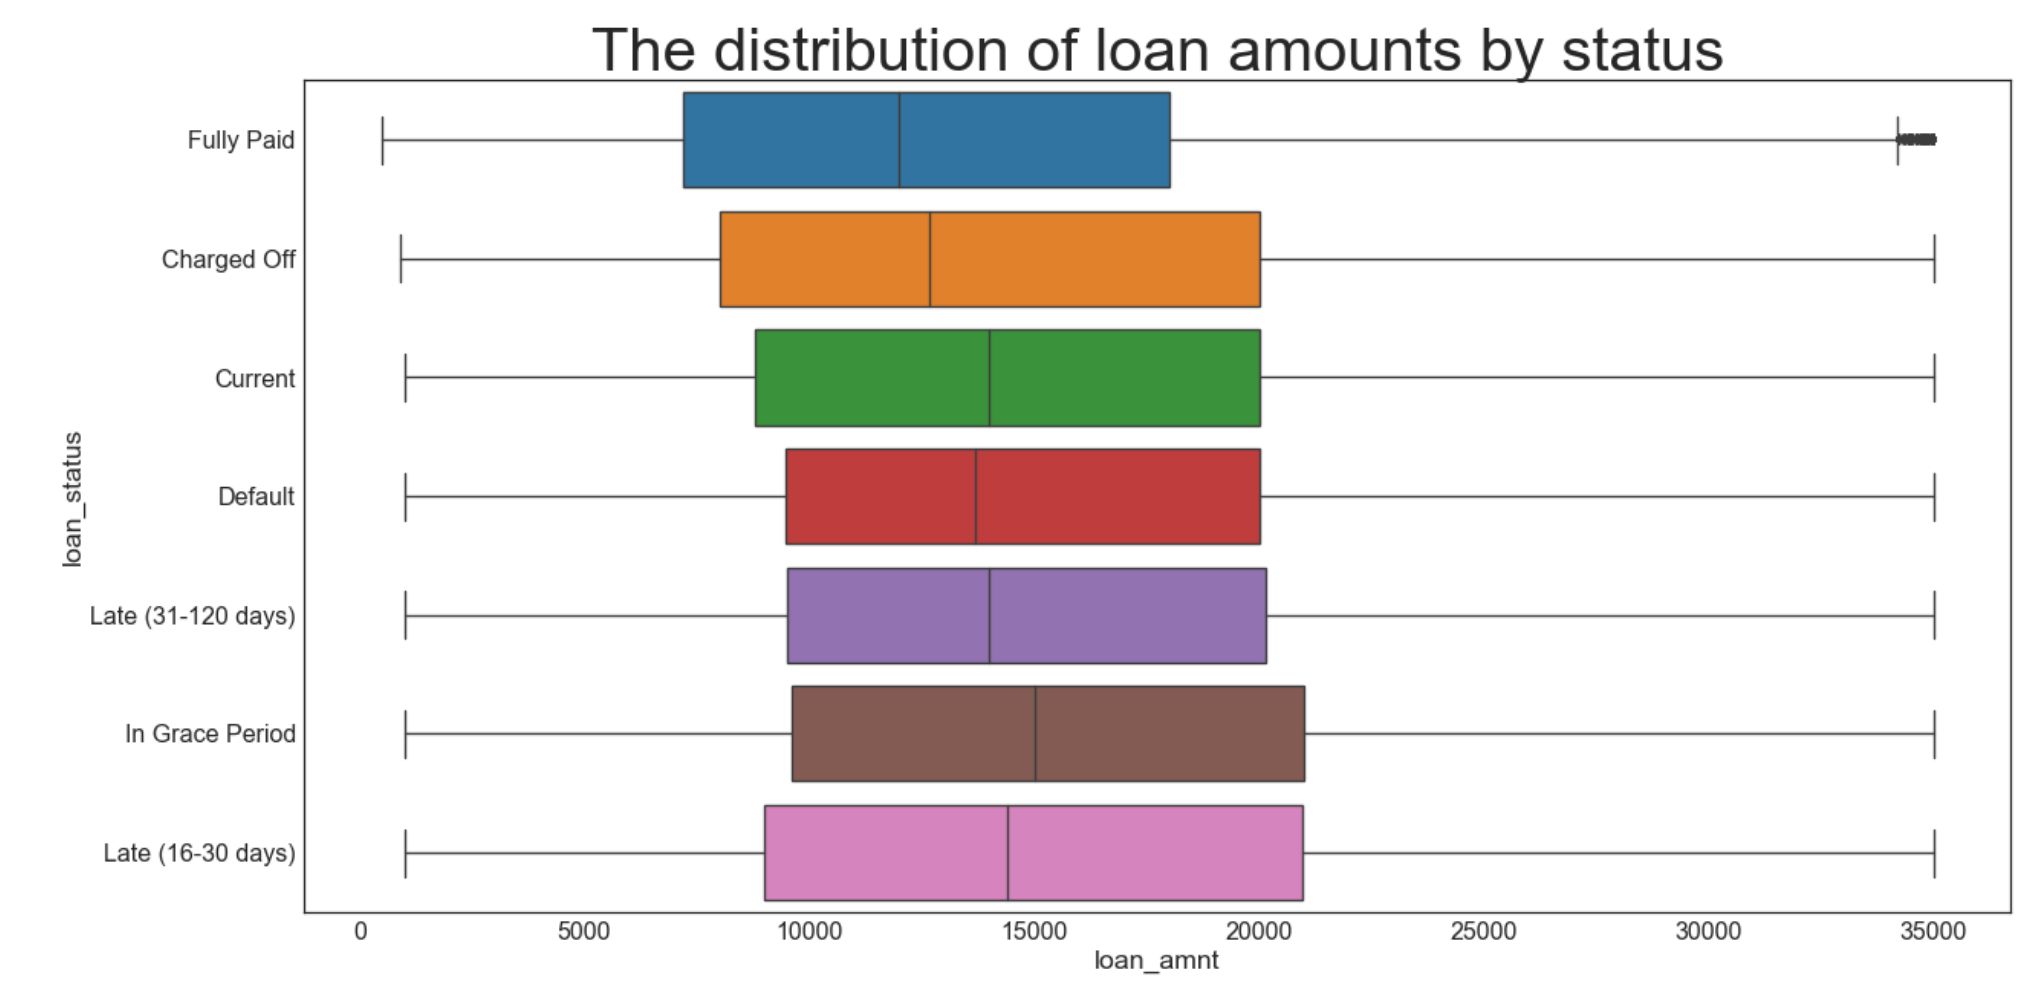 The distribution of loan amounts by status
Fully Paid
Charged Off
Current
Default
Late (31-120 days)
In Grace Period
Late (16-30 days)
loan_status
0 5000 10000 15000 20000 25000 30000 35000
loan_amnt